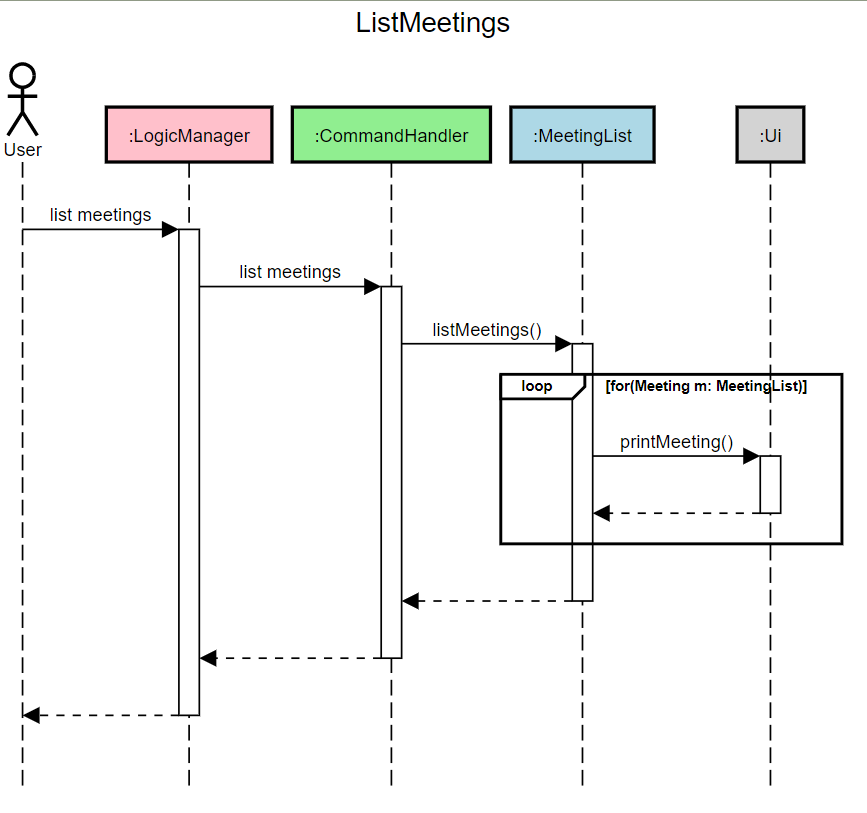 ListMeetings
User
:LogicManager
:CommandHandler
:MeetingList
:Ui
list meetings
list meetings
listMeetings()
loop
[for(Meeting m: MeetingList)]
printMeeting()